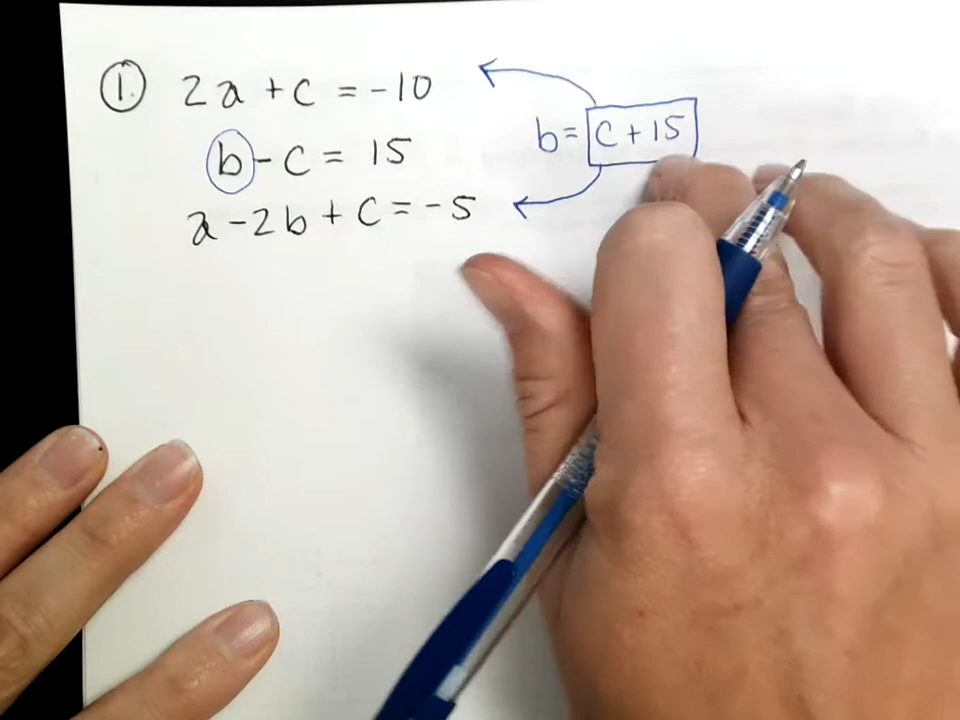 1. 2a + c = -10
b - c = 15
a - 2b + c = -5
b = c + 15